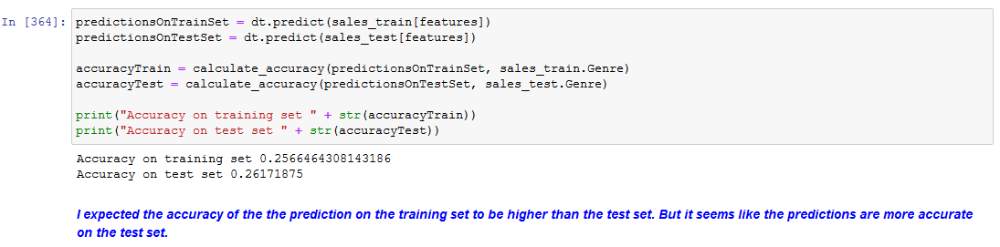 In [364]: predictionsOnTrainSet = dt.predict(sales_train[features])
predictionsOnTestSet = dt.predict(sales_test[features])
accuracyTrain = calculate_accuracy(predictionsOnTrainSet, sales_train.Genre)
accuracyTest = calculate_accuracy(predictionsOnTestSet, sales_test.Genre)
print("Accuracy on training set " + str(accuracyTrain))
print("Accuracy on test set " + str(accuracyTest))
Accuracy on training set 0.2566464308143186
Accuracy on test set 0.26171875
I expected the accuracy of the the prediction on the training set to be higher than the test set. But it seems like the predictions are more accurate
on the test set.